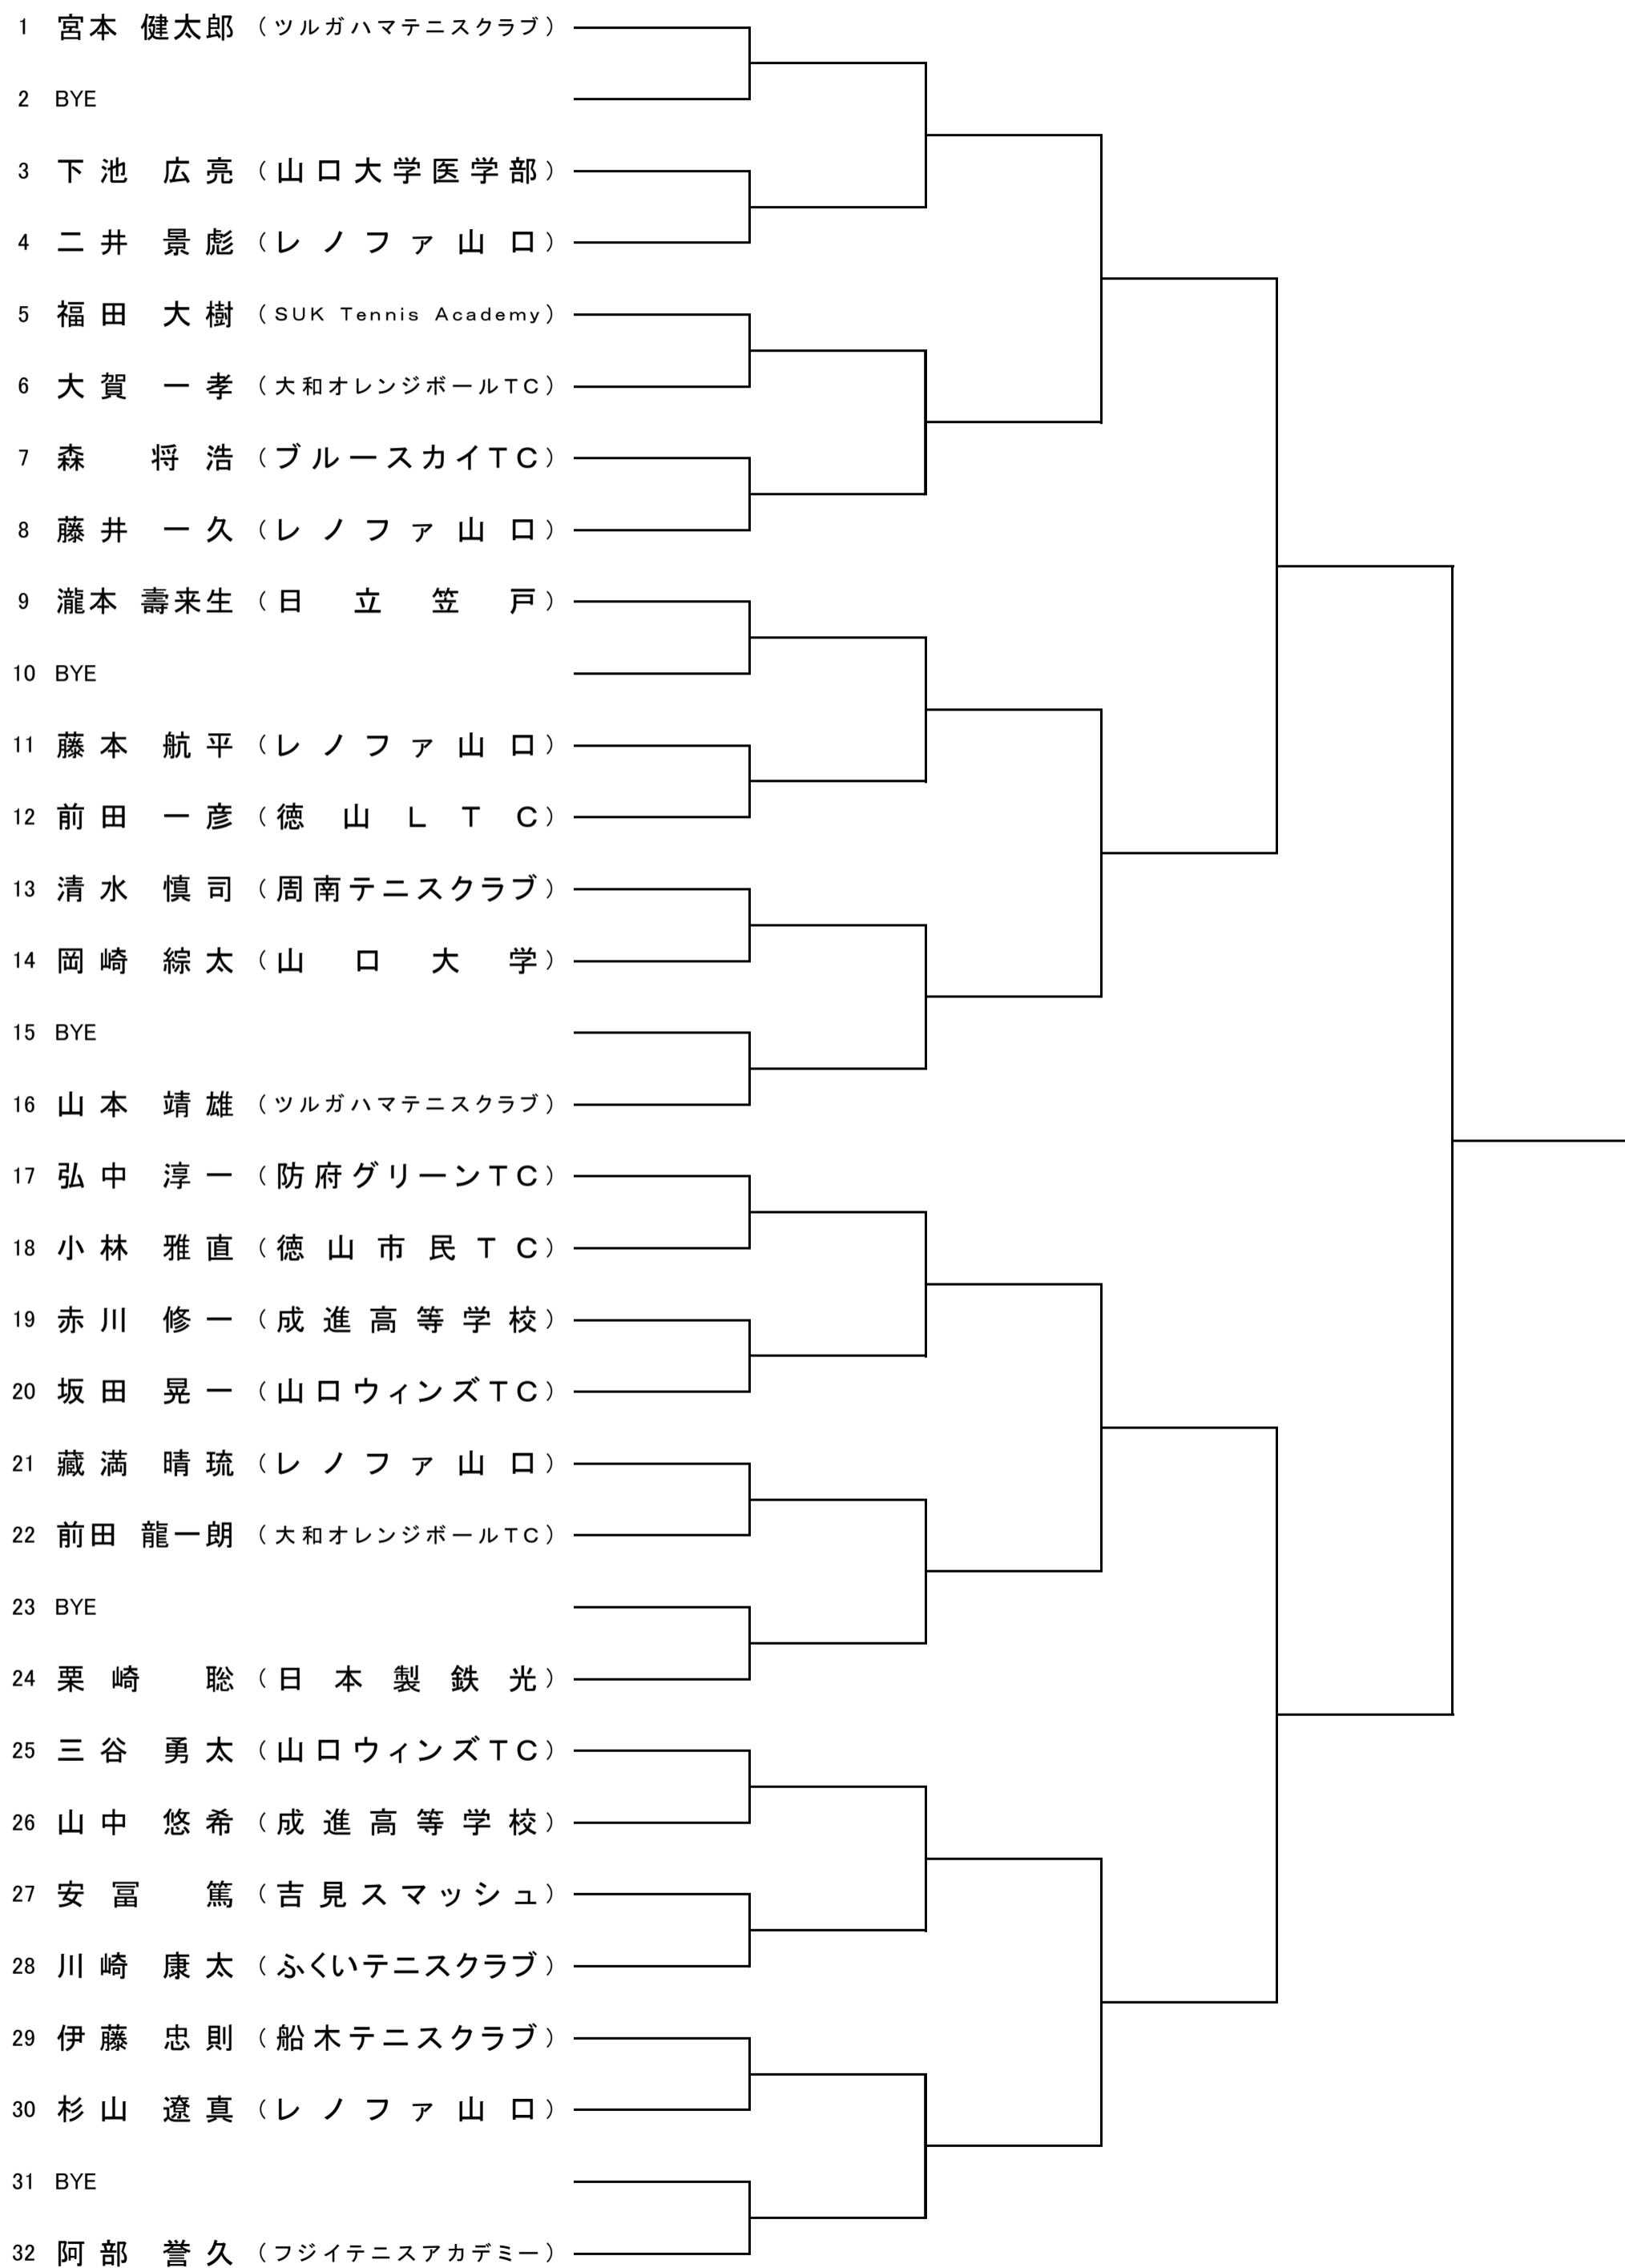 1 宮本 健太郎 (ツルガハマテニスクラブ)
2 BYE
3 下池 広亮 (山口大学医学部)
4 二井 景彪 (レノファ山口)
5 福田 大樹 (SUK Tennis Academy)
6 大賀 一孝 (大和オレンジボールTC)
7 森 将浩 (ブルースカイTC)
8 藤井 一久 (レノファ山口)
9 瀧本 壽来生 (日立笠戸)
10 BYE
11 藤本 航平 (レノファ山口)
12 前田 一彦 (徳山LTC)
13 清水 慎司 (周南テニスクラブ)
14 岡崎 綜太 (山口大学)
15 BYE
16 山本 靖雄 (ツルガハマテニスクラブ)
17 弘中 淳一 (防府グリーンTC)
18 小林 雅直 (徳山市民TC)
19 赤川 修一 (成進高等学校)
20 坂田 晃一 (山口ウィンズTC)
21 藏満 晴琉 (レノファ山口)
22 前田 龍一朗 (大和オレンジボールTC)
23 BYE
24 栗崎 聡 (日本製鉄光)
25 三谷 勇太 (山口ウィンズTC)
26 山中 悠希 (成進高等学校)
27 安冨 篤 (吉見スマッシュ)
28 川崎 康太 (ふくいテニスクラブ)
29 伊藤 忠則 (船木テニスクラブ)
30 杉山 遼真 (レノファ山口)
31 BYE
32 阿部 誉久 (フジイテニスアカデミー)